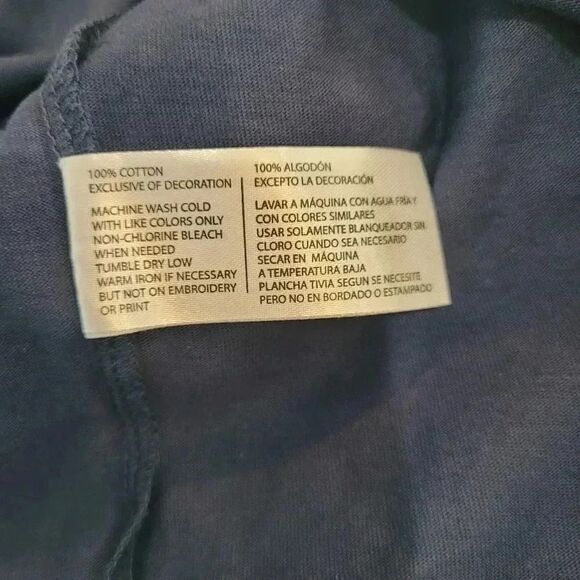 100% COTTON
EXCLUSIVE OF DECORATION
MACHINE WASH COLD
WITH LIKE COLORS ONLY
NON-CHLORINE BLEACH
WHEN NEEDED
TUMBLE DRY LOW
WARM IRON IF NECESSARY
BUT NOT ON EMBROIDERY
OR PRINT
100% ALGODÓN
EXCEPTO LA DECORACIÓN
LAVAR A MÁQUINA CON AGUA FRÍA Y
CON COLORES SIMILARES
USAR SOLAMENTE BLANQUEADOR SIN
CLORO CUANDO SEA NECESARIO
SECAR EN MÁQUINA
A TEMPERATURA BAJA
PLANCHA TIVIA SEGUN SE NECESITE
PERO NO EN BORDADO O ESTAMPADO